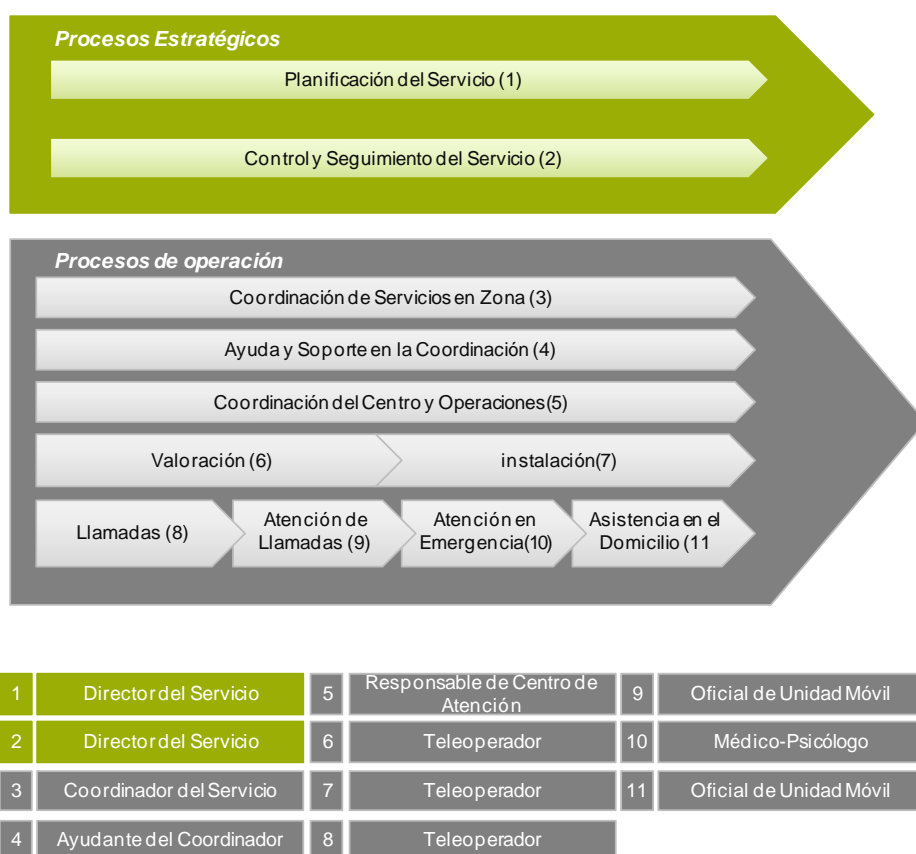 Procesos Estratégicos
Planificación del Servicio (1)
Control y Seguimiento del Servicio (2)
Procesos de operación
Coordinación de Servicios en Zona (3)
Ayuda y Soporte en la Coordinación (4)
Coordinación del Centro y Operaciones(5)
Valoración (6)
instalación(7)
Llamadas (8)
Atención de
Llamadas (9)
Atención en
Emergencia(10)
Asistencia en el
Domicilio (11
1 Director del Servicio 5 Responsable de Centro de
Atención
9 Oficial de Unidad Móvil
2 Director del Servicio 6 Teleoperador 10 Médico-Psicólogo
3 Coordinador del Servicio 7 Teleoperador 11 Oficial de Unidad Móvil
4 Ayudante del Coordinador 8 Teleoperador